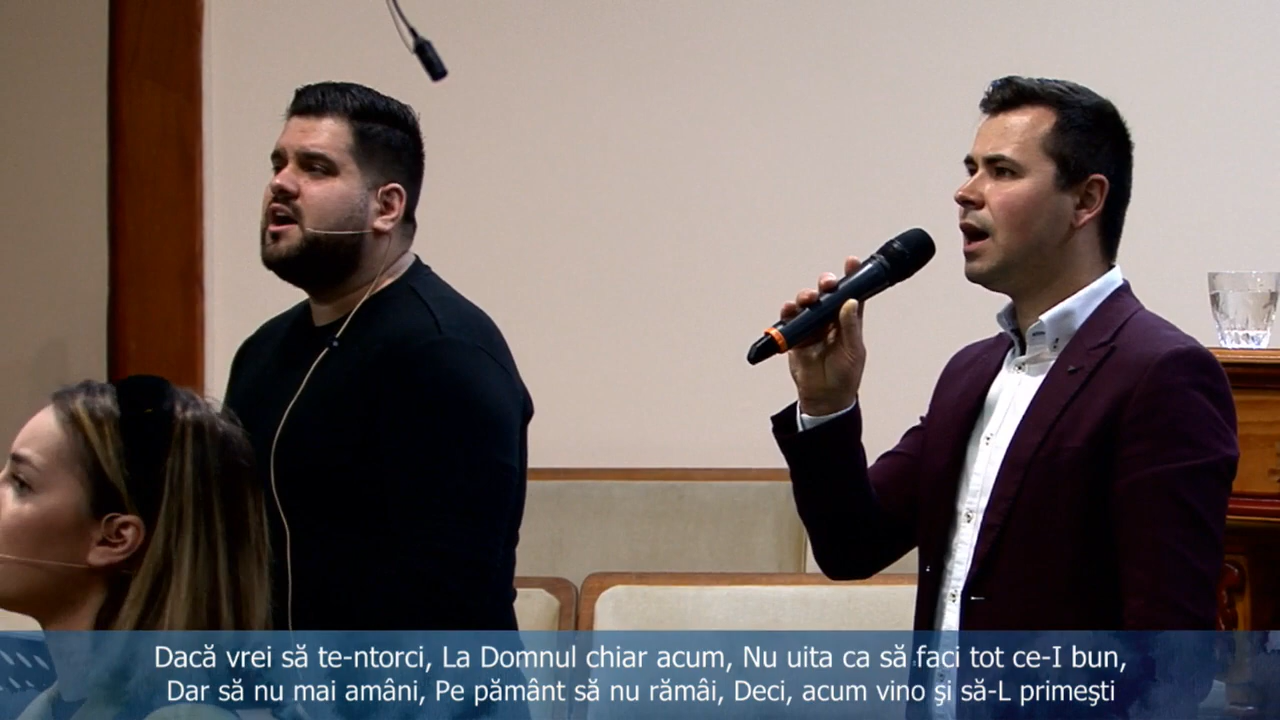 Dacă vrei să te-ntorci, La Domnul chiar acum, Nu uita ca să faci tot ce-I bun,
Dar să nu mai amâni, Pe pământ să nu rămâi, Deci, acum vino şi să-L primeşti